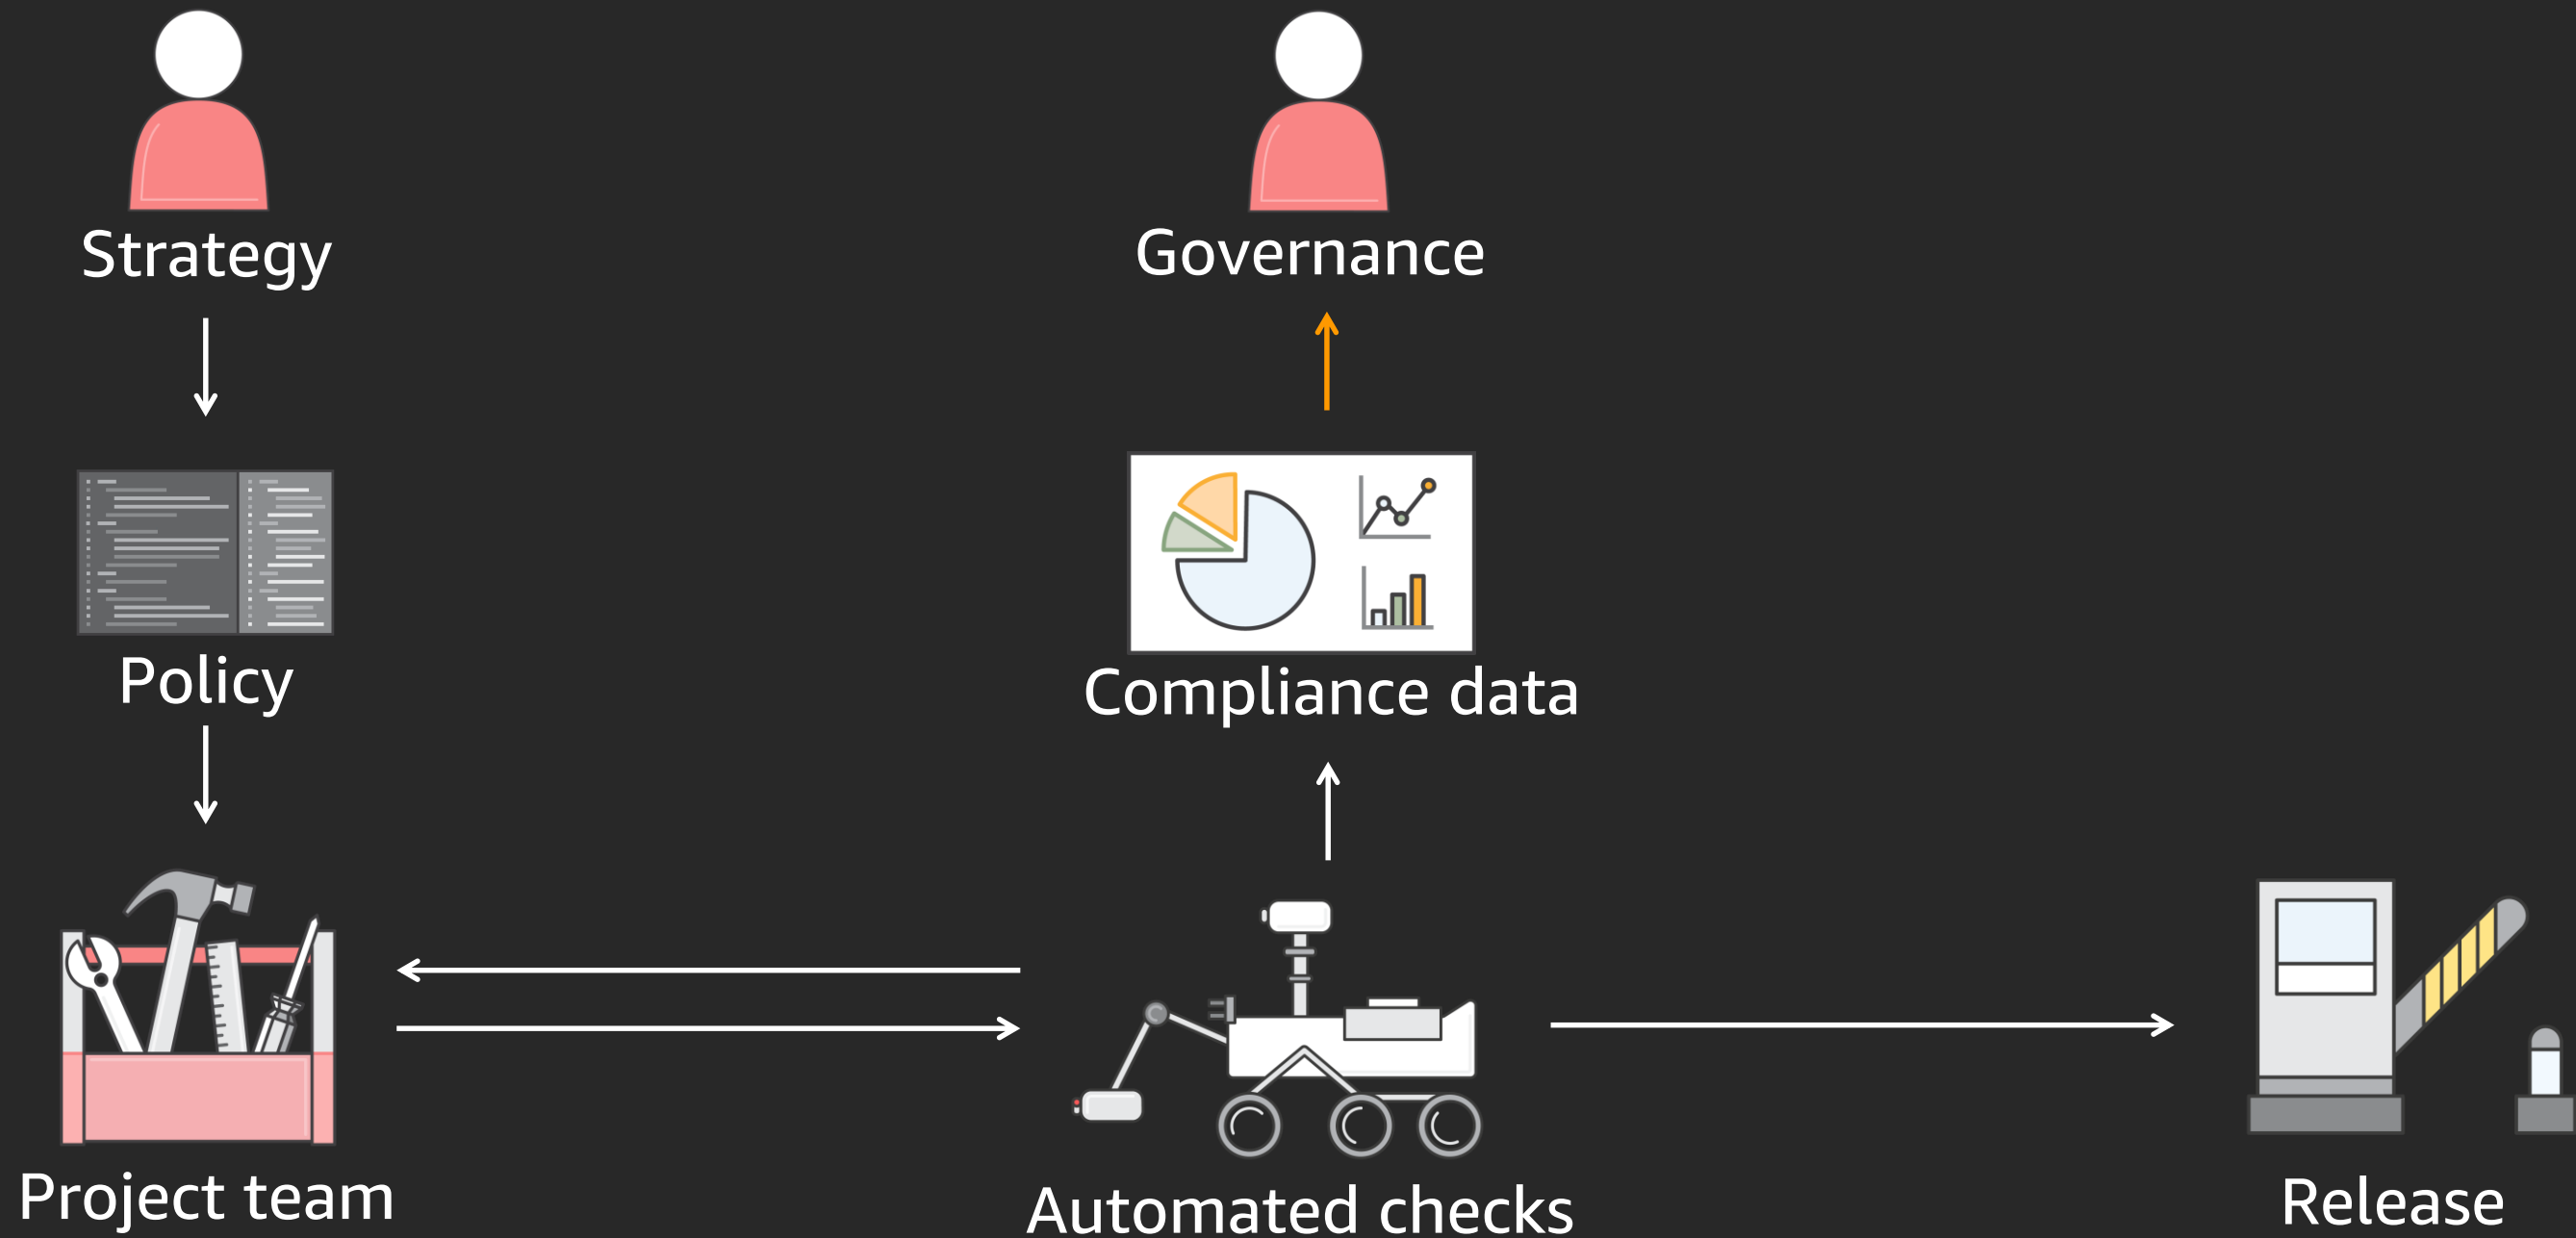 Strategy
Governance
Policy
Compliance data
Project team
Automated checks
Release